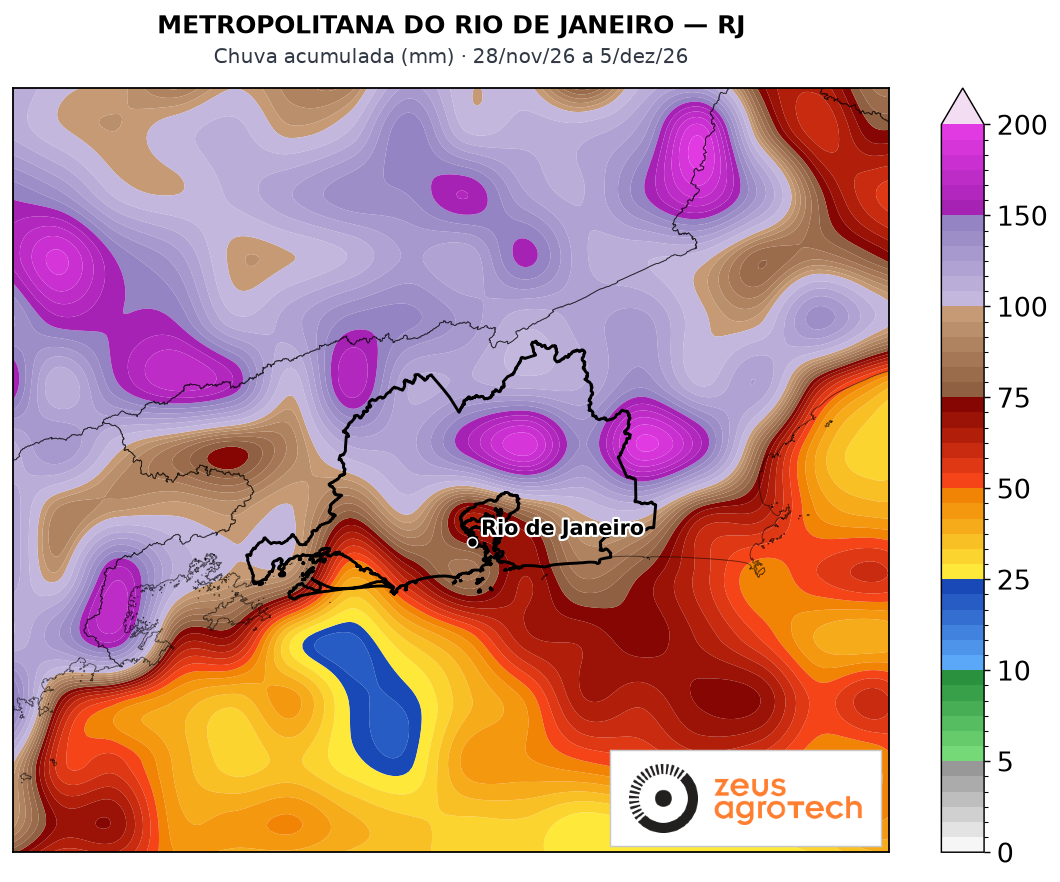 METROPOLITANA DO RIO DE JANEIRO — RJ
Chuva acumulada (mm) · 28/nov/26 a 5/dez/26
200
150
100
75
50
25
10
5
0
Rio de Janeiro
zeus
agrotech